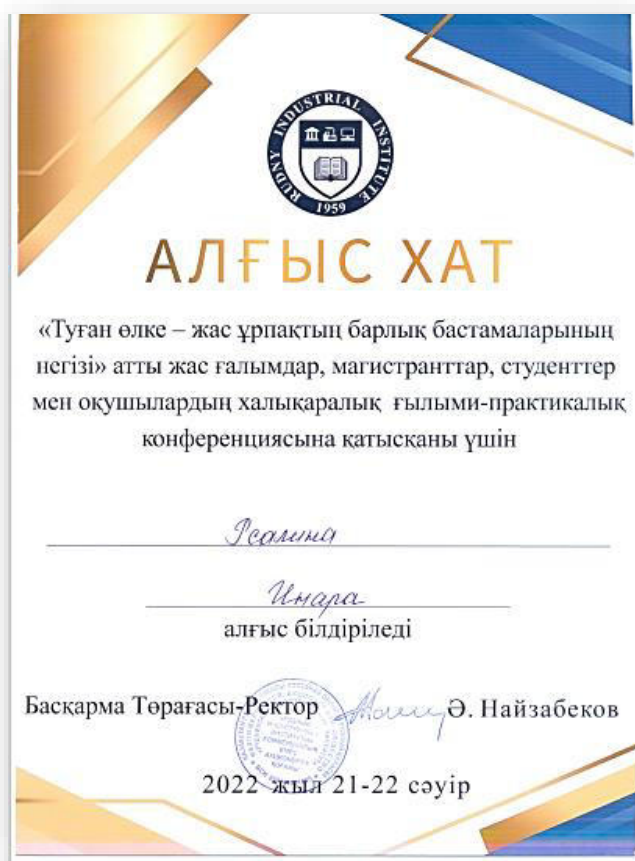 RUDNY INDUSTRIAL INSTITUTE
1959
АЛҒЫС ХАТ
«Туған өлке – жас ұрпақтың барлық бастамаларының
негізі» атты жас ғалымдар, магистранттар, студенттер
мен оқушылардың халықаралық ғылыми-практикалық
конференциясына қатысқаны үшін
Рсалина
Инара
алғыс білдіріледі
Басқарма Төрағасы-Ректор Ә. Найзабеков
2022 жыл 21-22 сәуір